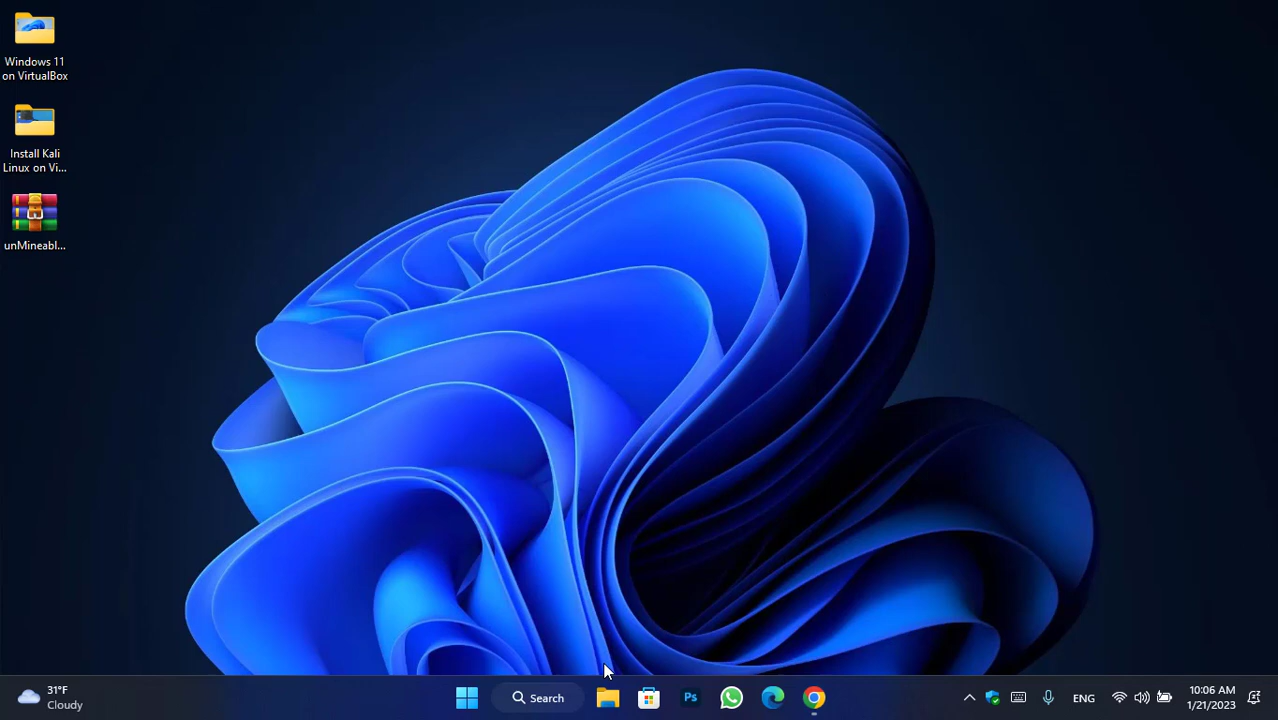 Windows 11
on VirtualBox
Install Kali
Linux on Vi...
unMineabl...
31°F
Cloudy
Search
Ps
ENG
10:06 AM
1/21/2023